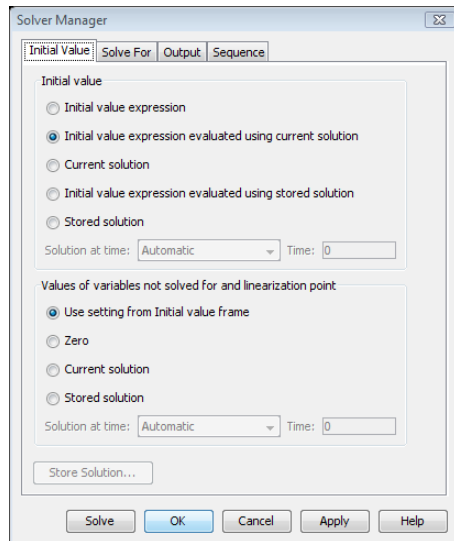 Solver Manager
Initial Value Solve For Output Sequence
Initial value
Initial value expression
Initial value expression evaluated using current solution
Current solution
Initial value expression evaluated using stored solution
Stored solution
Solution at time: Automatic Time: 0
Values of variables not solved for and linearization point
Use setting from Initial value frame
Zero
Current solution
Stored solution
Solution at time: Automatic Time: 0
Store Solution...
Solve OK Cancel Apply Help